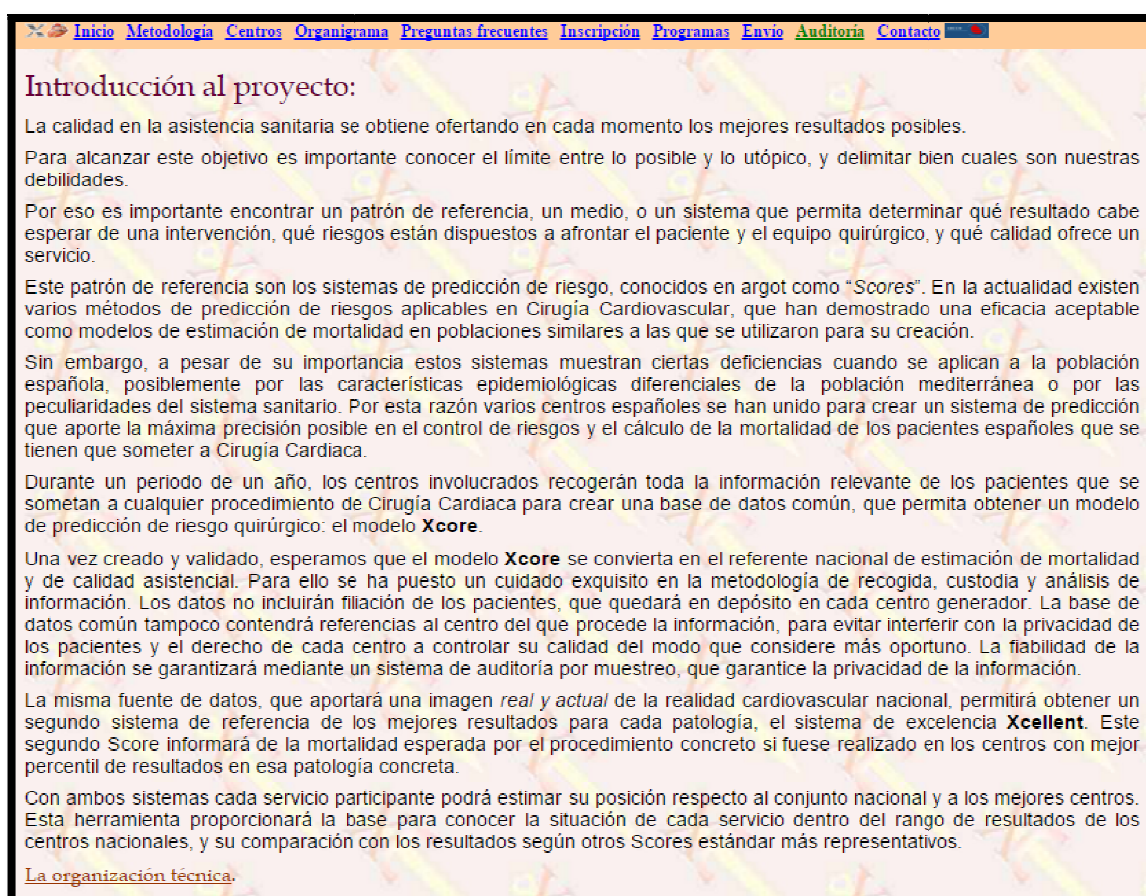 Inicio Metodología Centros Organigrama Preguntas frecuentes Inscripción Programas Envío Auditoría Contacto
Introducción al proyecto:
La calidad en la asistencia sanitaria se obtiene ofertando en cada momento los mejores resultados posibles.
Para alcanzar este objetivo es importante conocer el límite entre lo posible y lo utópico, y delimitar bien cuales son nuestras
debilidades.
Por eso es importante encontrar un patrón de referencia, un medio, o un sistema que permita determinar qué resultado cabe
esperar de una intervención, qué riesgos están dispuestos a afrontar el paciente y el equipo quirúrgico, y qué calidad ofrece un
servicio.
Este patrón de referencia son los sistemas de predicción de riesgo, conocidos en argot como “Scores”. En la actualidad existen
varios métodos de predicción de riesgos aplicables en Cirugía Cardiovascular, que han demostrado una eficacia aceptable
como modelos de estimación de mortalidad en poblaciones similares a las que se utilizaron para su creación.
Sin embargo, a pesar de su importancia estos sistemas muestran ciertas deficiencias cuando se aplican a la población
española, posiblemente por las características epidemiológicas diferenciales de la población mediterránea o por las
peculiaridades del sistema sanitario. Por esta razón varios centros españoles se han unido para crear un sistema de predicción
que aporte la máxima precisión posible en el control de riesgos y el cálculo de la mortalidad de los pacientes españoles que se
tienen que someter a Cirugía Cardiaca.
Durante un periodo de un año, los centros involucrados recogerán toda la información relevante de los pacientes que se
sometan a cualquier procedimiento de Cirugía Cardiaca para crear una base de datos común, que permita obtener un modelo
de predicción de riesgo quirúrgico: el modelo Xcore.
Una vez creado y validado, esperamos que el modelo Xcore se convierta en el referente nacional de estimación de mortalidad
y de calidad asistencial. Para ello se ha puesto un cuidado exquisito en la metodología de recogida, custodia y análisis de
información. Los datos no incluirán filiación de los pacientes, que quedará en depósito en cada centro generador. La base de
datos común tampoco contendrá referencias al centro del que procede la información, para evitar interferir con la privacidad de
los pacientes y el derecho de cada centro a controlar su calidad del modo que considere más oportuno. La fiabilidad de la
información se garantizará mediante un sistema de auditoría por muestreo, que garantice la privacidad de la información.
La misma fuente de datos, que aportará una imagen real y actual de la realidad cardiovascular nacional, permitirá obtener un
segundo sistema de referencia de los mejores resultados para cada patología, el sistema de excelencia Xcellent. Este
segundo Score informará de la mortalidad esperada por el procedimiento concreto si fuese realizado en los centros con mejor
percentil de resultados en esa patología concreta.
Con ambos sistemas cada servicio participante podrá estimar su posición respecto al conjunto nacional y a los mejores centros.
Esta herramienta proporcionará la base para conocer la situación de cada servicio dentro del rango de resultados de los
centros nacionales, y su comparación con los resultados según otros Scores estándar más representativos.
La organización técnica.